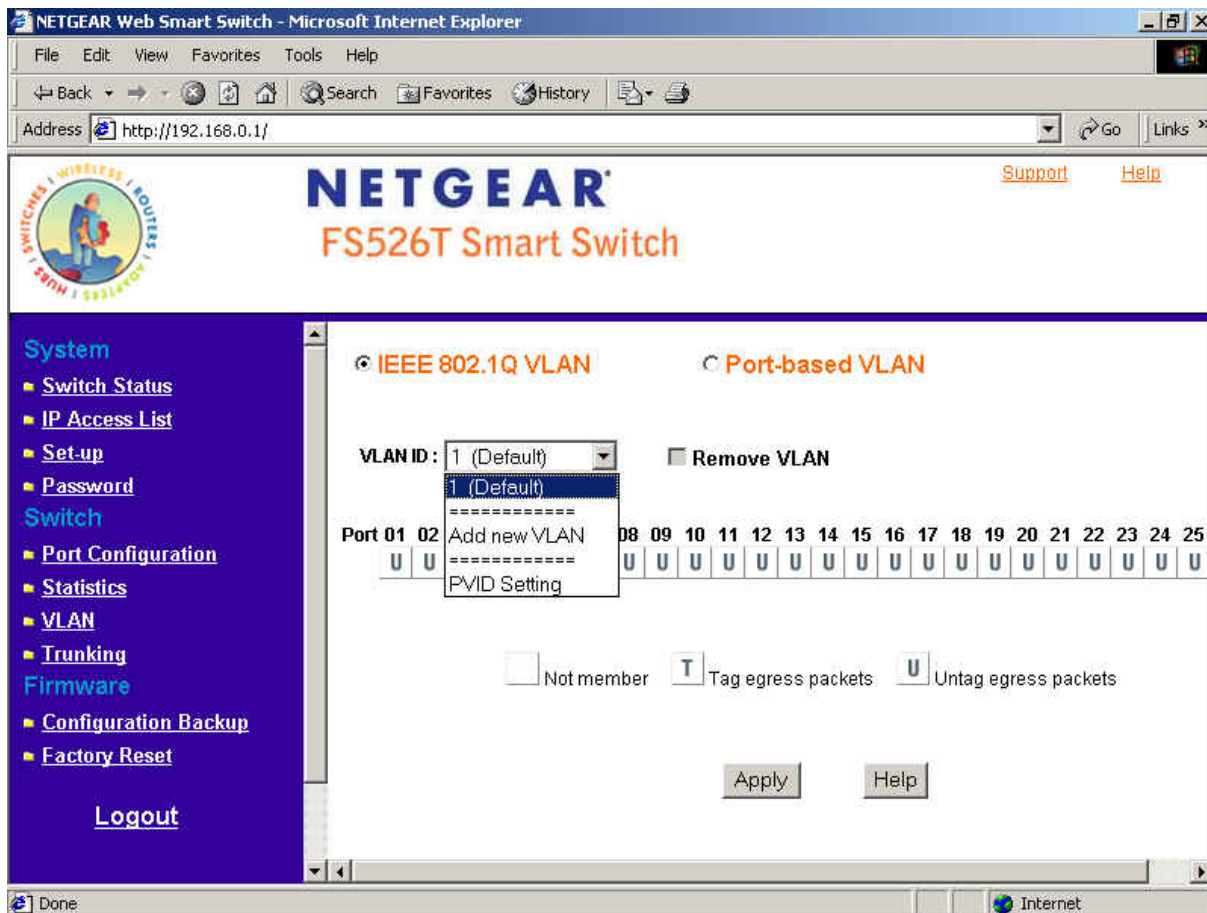 NETGEAR Web Smart Switch - Microsoft Internet Explorer
File Edit View Favorites Tools Help
Back Search Favorites History
Address http://192.168.0.1/ Go Links »
SWITCHES | WIRELESS | ROUTERS | ADAPTERS | HUBS
NETGEAR
FS526T Smart Switch
Support Help
System
Switch Status
IP Access List
Set-up
Password
Switch
Port Configuration
Statistics
VLAN
Trunking
Firmware
Configuration Backup
Factory Reset
Logout
IEEE 802.1Q VLAN Port-based VLAN
VLAN ID : 1 (Default) Remove VLAN
1 (Default)
============
Add new VLAN
============
PVID Setting
Port 01 02 08 09 10 11 12 13 14 15 16 17 18 19 20 21 22 23 24 25
U U U U U U U U U U U U U U U U U U U U
Not member T Tag egress packets U Untag egress packets
Apply Help
Done Internet